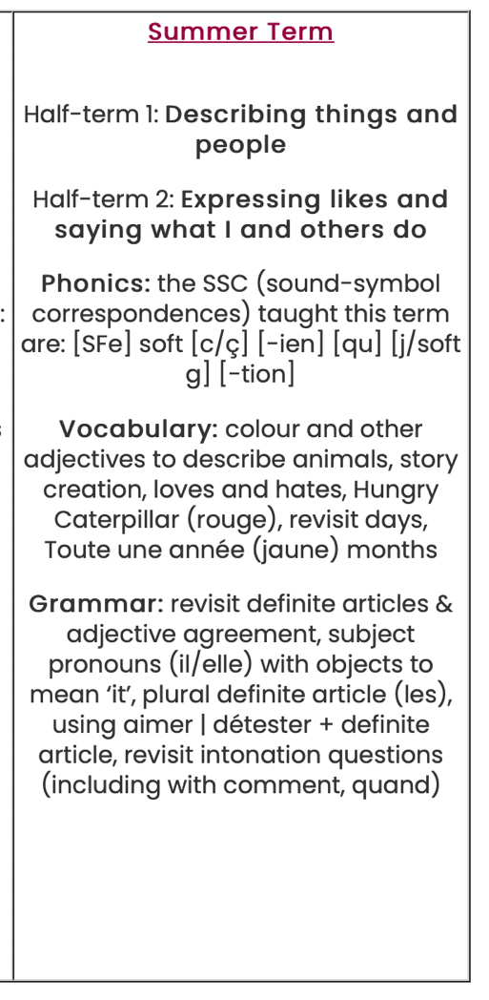 Summer Term
Half-term 1: Describing things and
people
Half-term 2: Expressing likes and
saying what I and others do
Phonics: the SSC (sound-symbol
correspondences) taught this term
are: [SFe] soft [c/ç] [-ien] [qu] [j/soft
g] [-tion]
Vocabulary: colour and other
adjectives to describe animals, story
creation, loves and hates, Hungry
Caterpillar (rouge), revisit days,
Toute une année (jaune) months
Grammar: revisit definite articles &
adjective agreement, subject
pronouns (il/elle) with objects to
mean ‘it’, plural definite article (les),
using aimer | détester + definite
article, revisit intonation questions
(including with comment, quand)